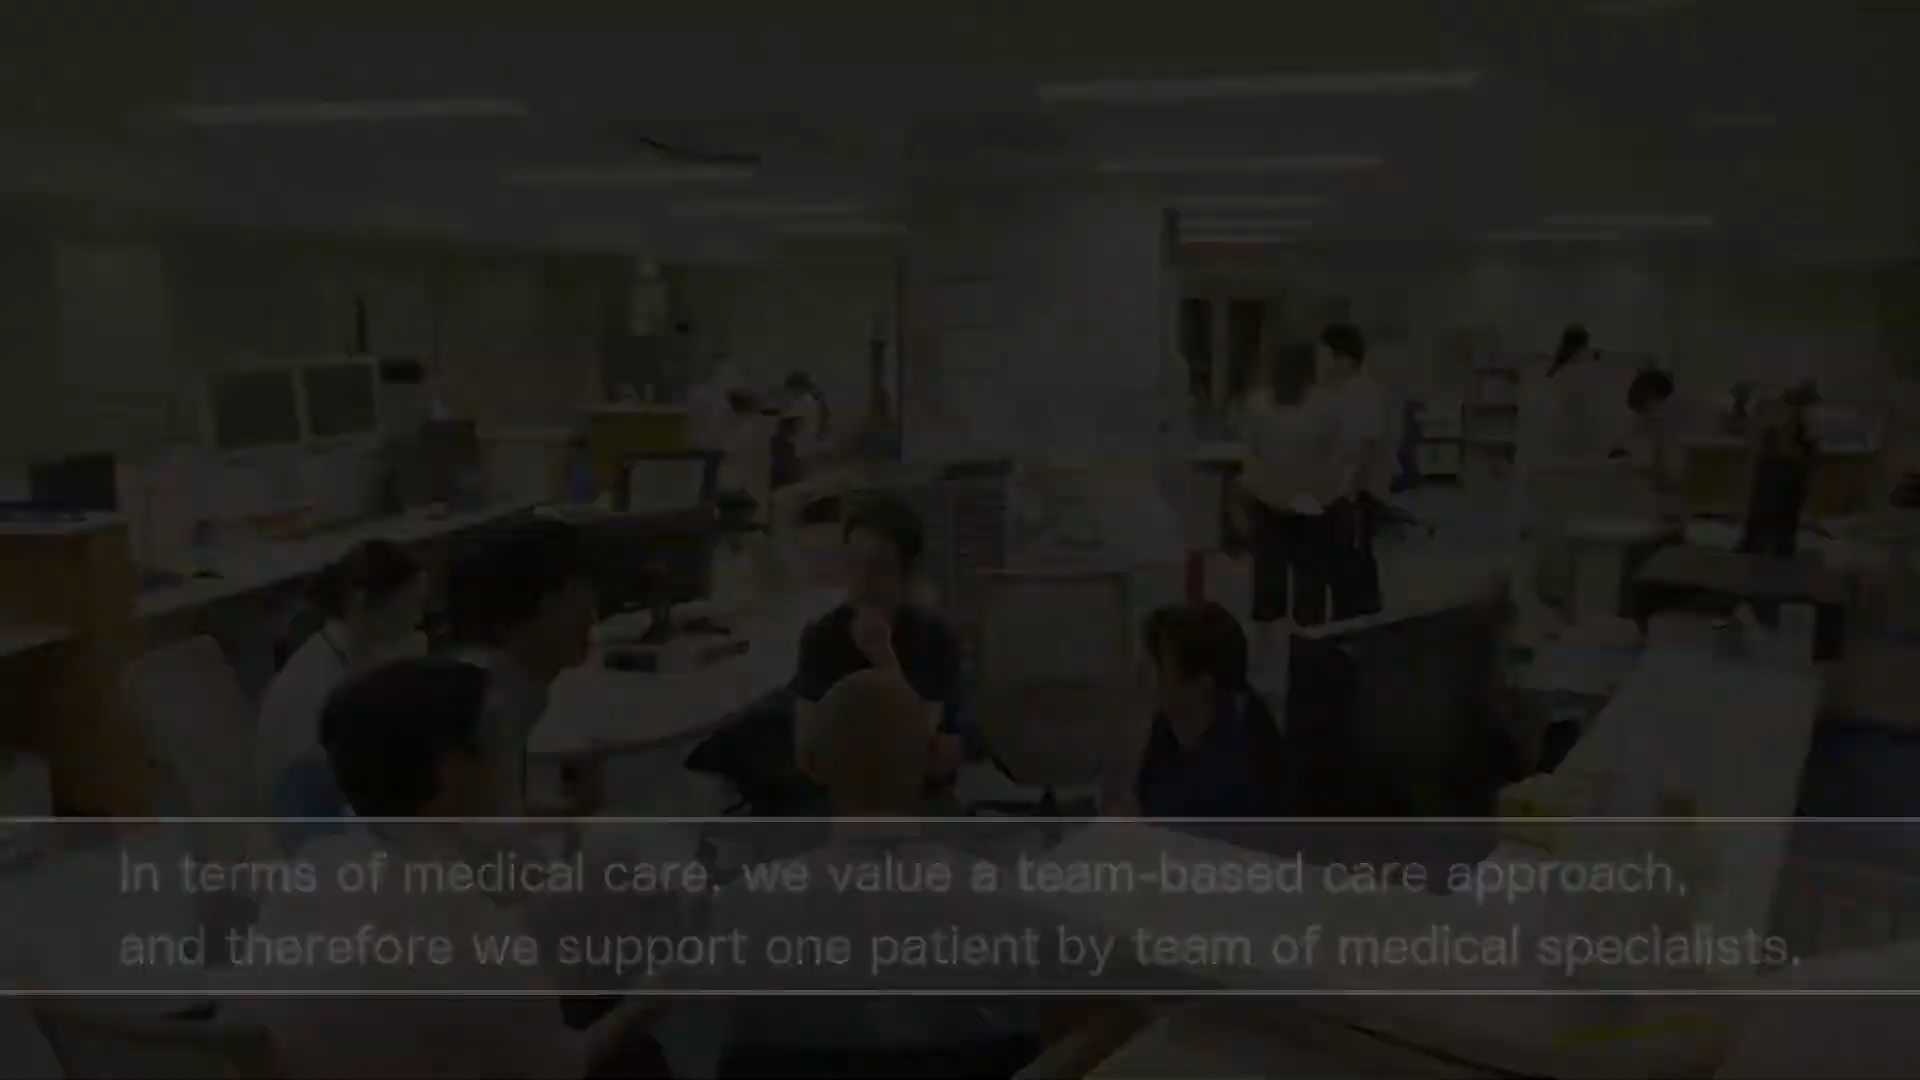 In terms of medical care, we value a team-based care approach,
and therefore we support one patient by team of medical specialists.